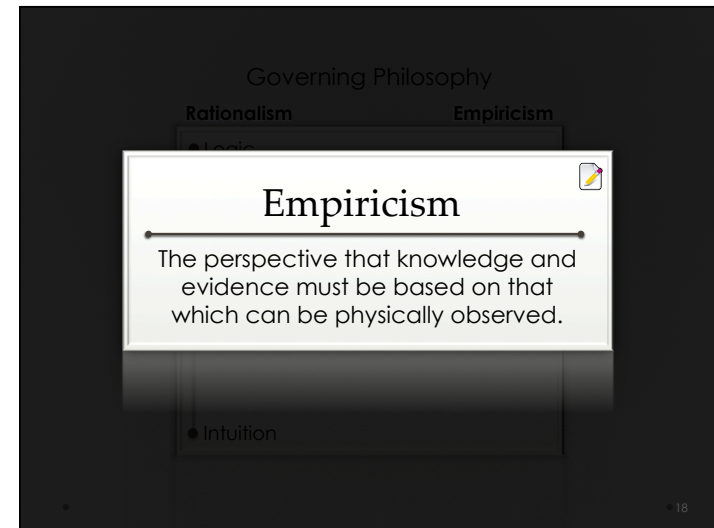 Governing Philosophy
Rationalism Empiricism
• Logic
Empiricism
The perspective that knowledge and
evidence must be based on that
which can be physically observed.
• Intuition
18